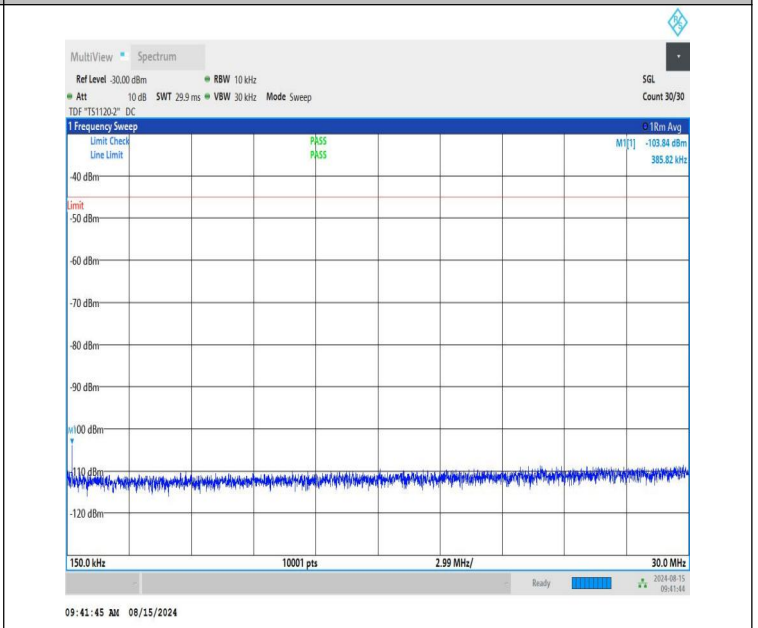 MultiView Spectrum
Ref Level -30.00 dBm RBW 10 kHz SGL
Att 10 dB SWT 29.9 ms VBW 30 kHz Mode Sweep Count 30/30
TDF "TS1120-2" DC
1 Frequency Sweep 1Rm Avg
Limit Check PASS M1[1] -103.84 dBm
Line Limit PASS 385.82 kHz
-40 dBm
Limit
-50 dBm
-60 dBm
-70 dBm
-80 dBm
-90 dBm
M1
-100 dBm
-110 dBm
-120 dBm
150.0 kHz 10001 pts 2.99 MHz/ 30.0 MHz
Ready 2024-08-15
09:41:44
09:41:45 AM 08/15/2024